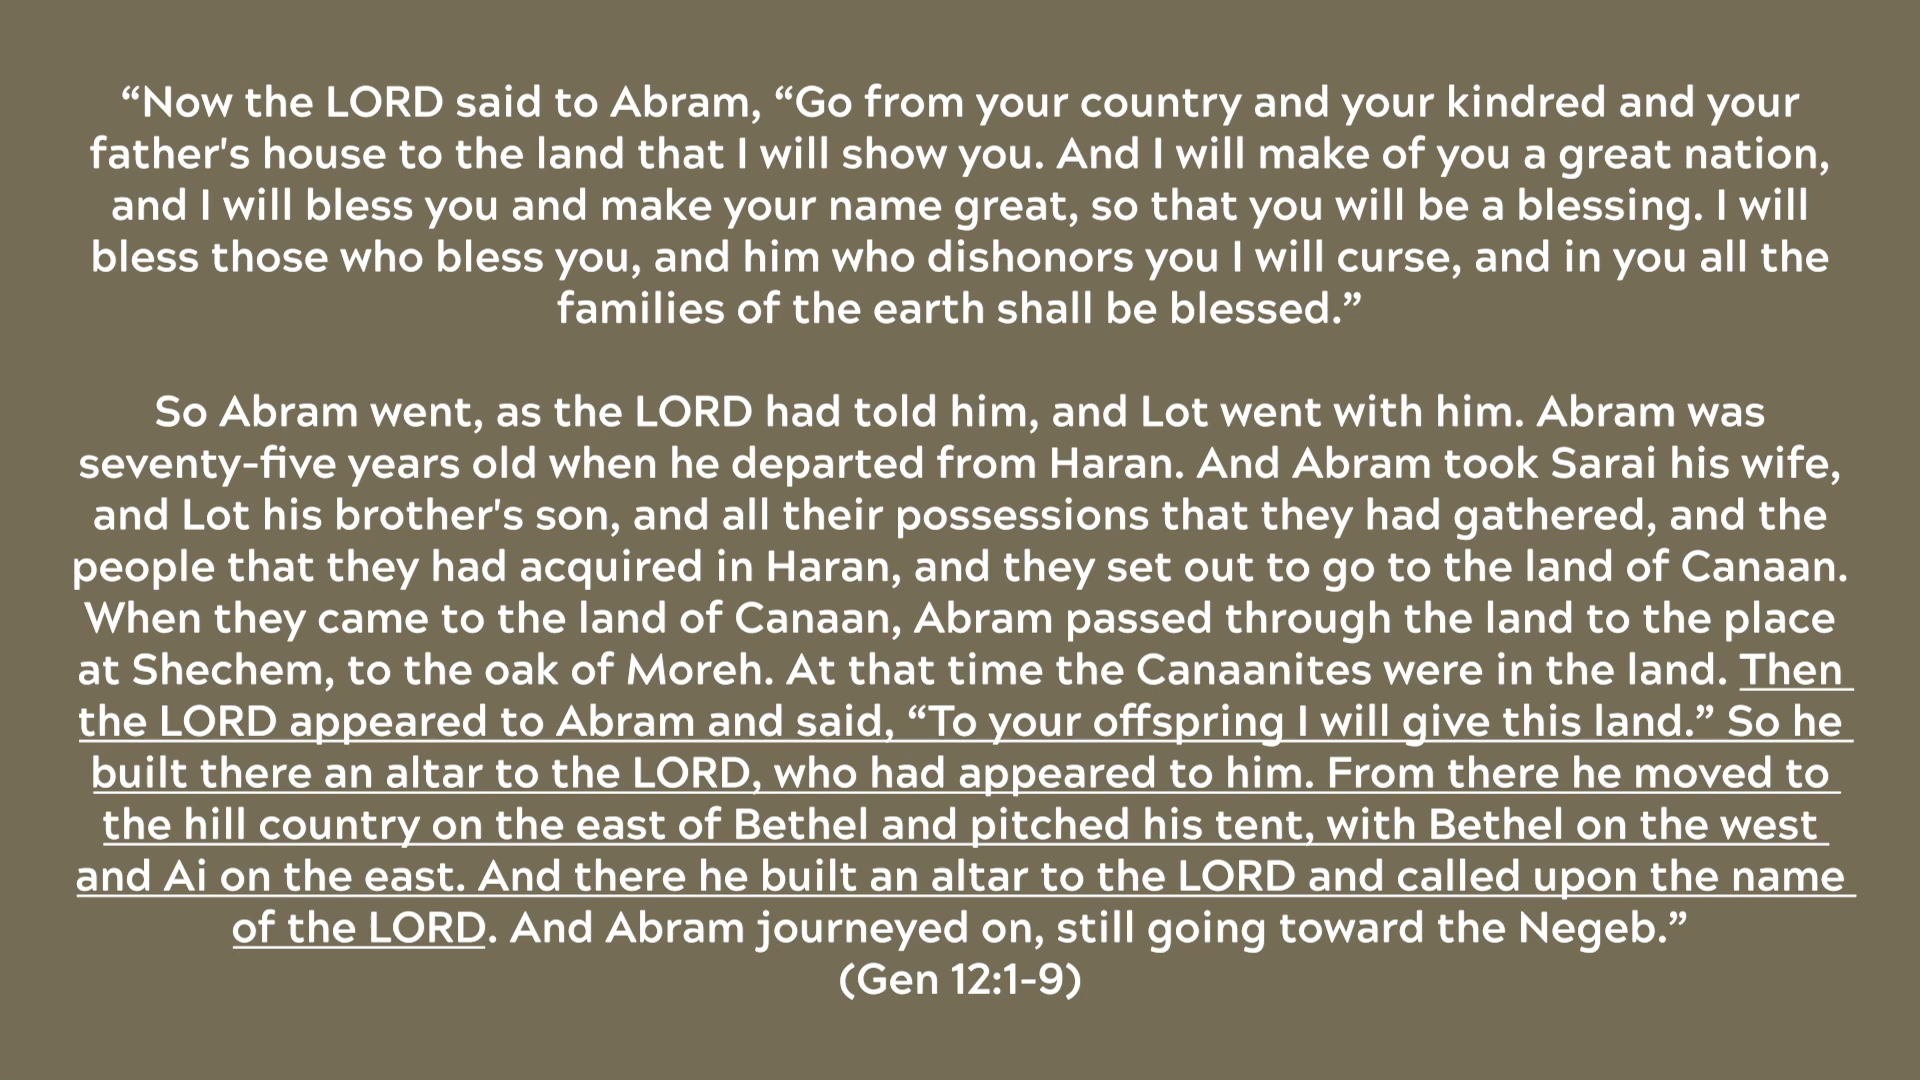 “Now the LORD said to Abram, “Go from your country and your kindred and your
father's house to the land that I will show you. And I will make of you a great nation,
and I will bless you and make your name great, so that you will be a blessing. I will
bless those who bless you, and him who dishonors you I will curse, and in you all the
families of the earth shall be blessed.”
So Abram went, as the LORD had told him, and Lot went with him. Abram was
seventy-five years old when he departed from Haran. And Abram took Sarai his wife,
and Lot his brother's son, and all their possessions that they had gathered, and the
people that they had acquired in Haran, and they set out to go to the land of Canaan.
When they came to the land of Canaan, Abram passed through the land to the place
at Shechem, to the oak of Moreh. At that time the Canaanites were in the land. Then
the LORD appeared to Abram and said, “To your offspring I will give this land.” So he
built there an altar to the LORD, who had appeared to him. From there he moved to
the hill country on the east of Bethel and pitched his tent, with Bethel on the west
and Ai on the east. And there he built an altar to the LORD and called upon the name
of the LORD. And Abram journeyed on, still going toward the Negeb.”
(Gen 12:1-9)